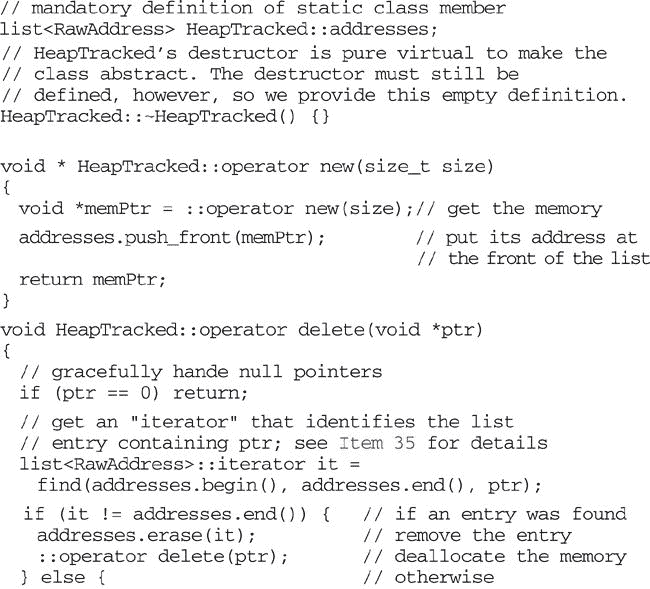 // mandatory definition of static class member
list<RawAddress> HeapTracked::addresses;
// HeapTracked's destructor is pure virtual to make the
// class abstract. The destructor must still be
// defined, however, so we provide this empty definition.
HeapTracked::~HeapTracked() {}
void * HeapTracked::operator new(size_t size)
{
void *memPtr = ::operator new(size);// get the memory
addresses.push_front(memPtr); // put its address at
// the front of the list
return memPtr;
}
void HeapTracked::operator delete(void *ptr)
{
// gracefully hande null pointers
if (ptr == 0) return;
// get an "iterator" that identifies the list
// entry containing ptr; see Item 35 for details
list<RawAddress>::iterator it =
find(addresses.begin(), addresses.end(), ptr);
if (it != addresses.end()) { // if an entry was found
addresses.erase(it); // remove the entry
::operator delete(ptr); // deallocate the memory
} else { // otherwise